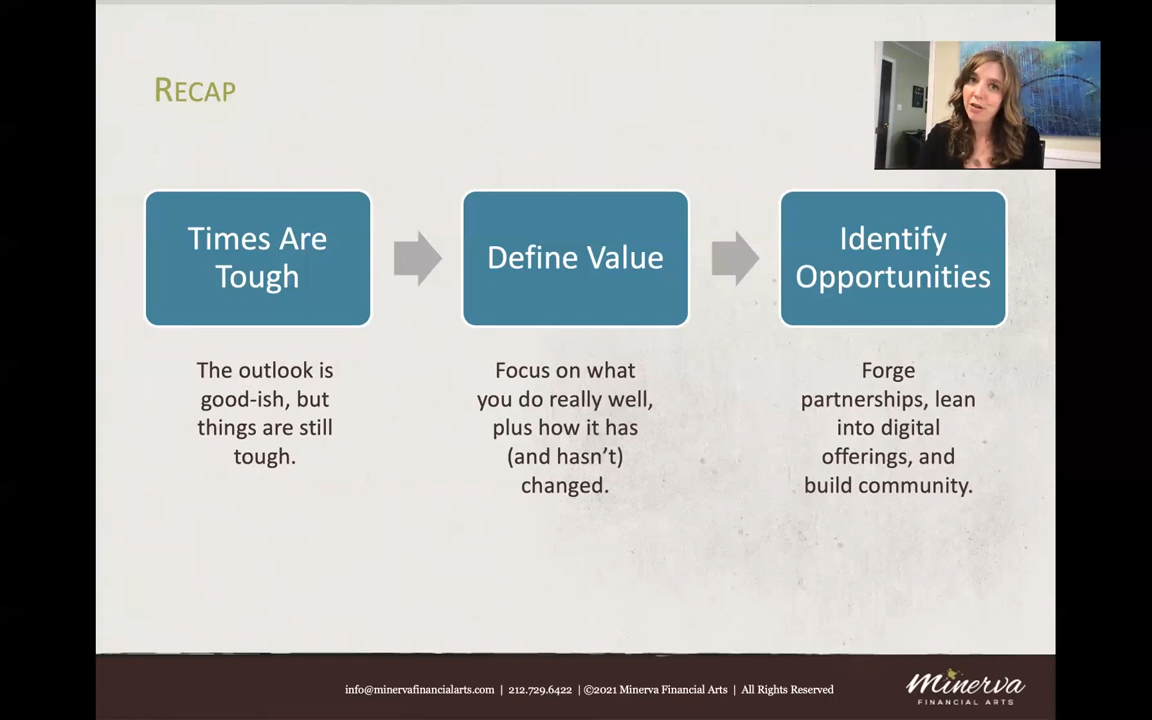 RECAP
Times Are
Tough
Define Value
Identify
Opportunities
The outlook is
good-ish, but
things are still
tough.
Focus on what
you do really well,
plus how it has
(and hasn't)
changed.
Forge
partnerships, lean
into digital
offerings, and
build community.
info@minervafinancialarts.com | 212.729.6422 | ©2021 Minerva Financial Arts | All Rights Reserved
Minerva
FINANCIAL ARTS